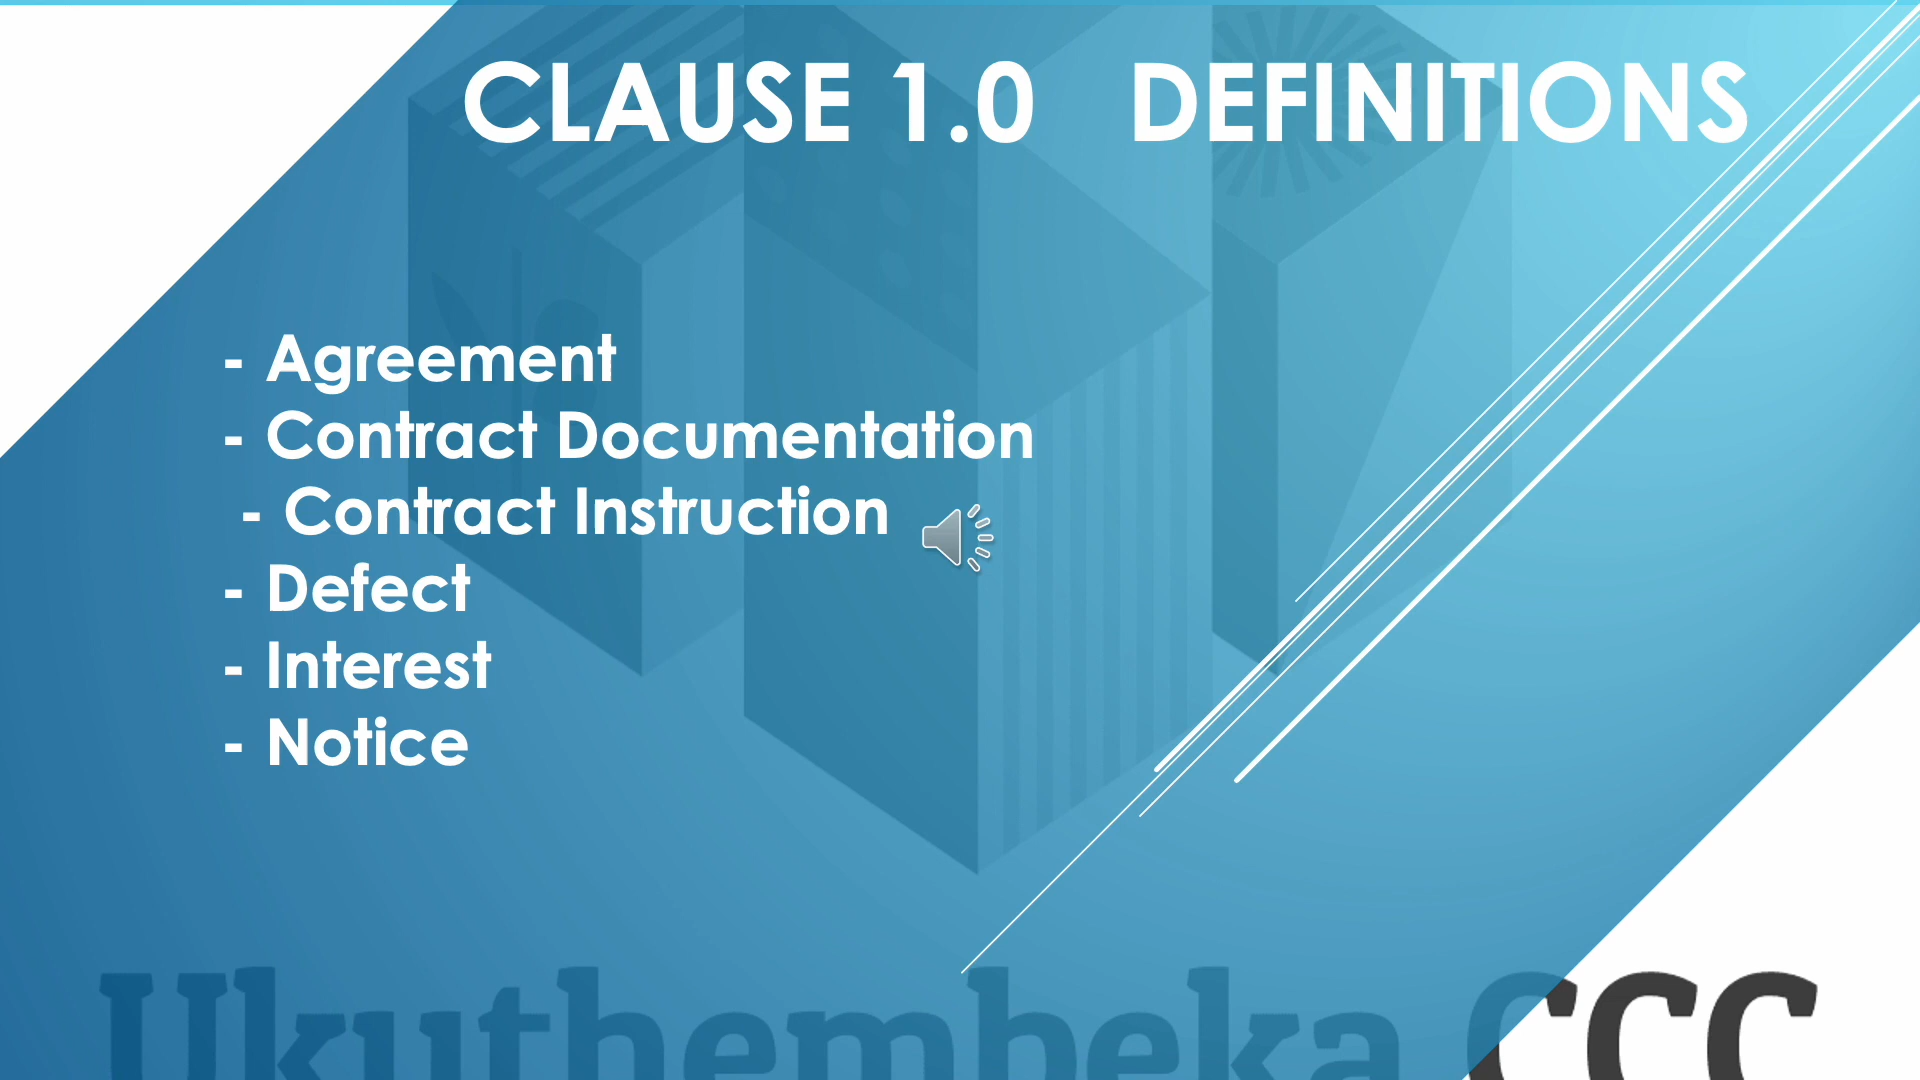 CLAUSE 1.0 DEFINITIONS
- Agreement
- Contract Documentation
- Contract Instruction
- Defect
- Interest
- Notice
Ukuthembeka CCC